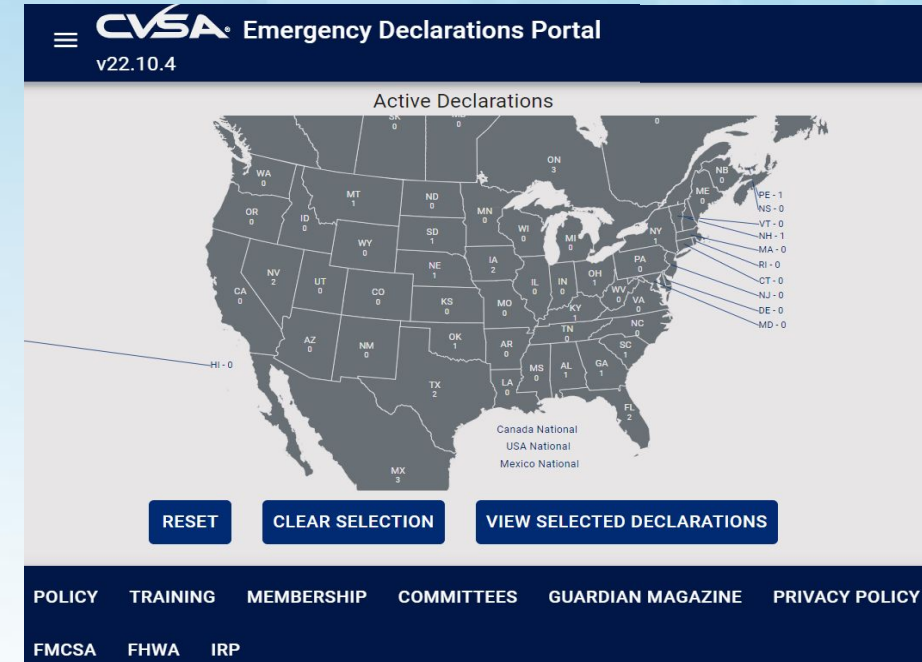 CVSA® Emergency Declarations Portal
v22.10.4
Active Declarations
SK
0
0
0
ON
3
WA
0
MT
1
ND
0
MN
0
NB
0
ME
0
PE - 1
NS - 0
VT - 0
NH - 1
MA - 0
RI - 0
CT - 0
NJ - 0
DE - 0
MD - 0
OR
0
ID
0
SD
1
WI
0
MI
0
NY
1
WY
0
NE
1
IA
2
PA
0
NV
2
UT
0
CO
0
IL
0
IN
0
OH
1
WV
0
VA
0
CA
0
KS
0
MO
0
KY
1
AZ
0
NM
0
OK
1
AR
0
TN
0
NC
0
SC
1
HI - 0
TX
2
LA
0
MS
0
AL
1
GA
1
FL
2
Canada National
USA National
Mexico National
MX
3
RESET CLEAR SELECTION VIEW SELECTED DECLARATIONS
POLICY TRAINING MEMBERSHIP COMMITTEES GUARDIAN MAGAZINE PRIVACY POLICY
FMCSA FHWA IRP